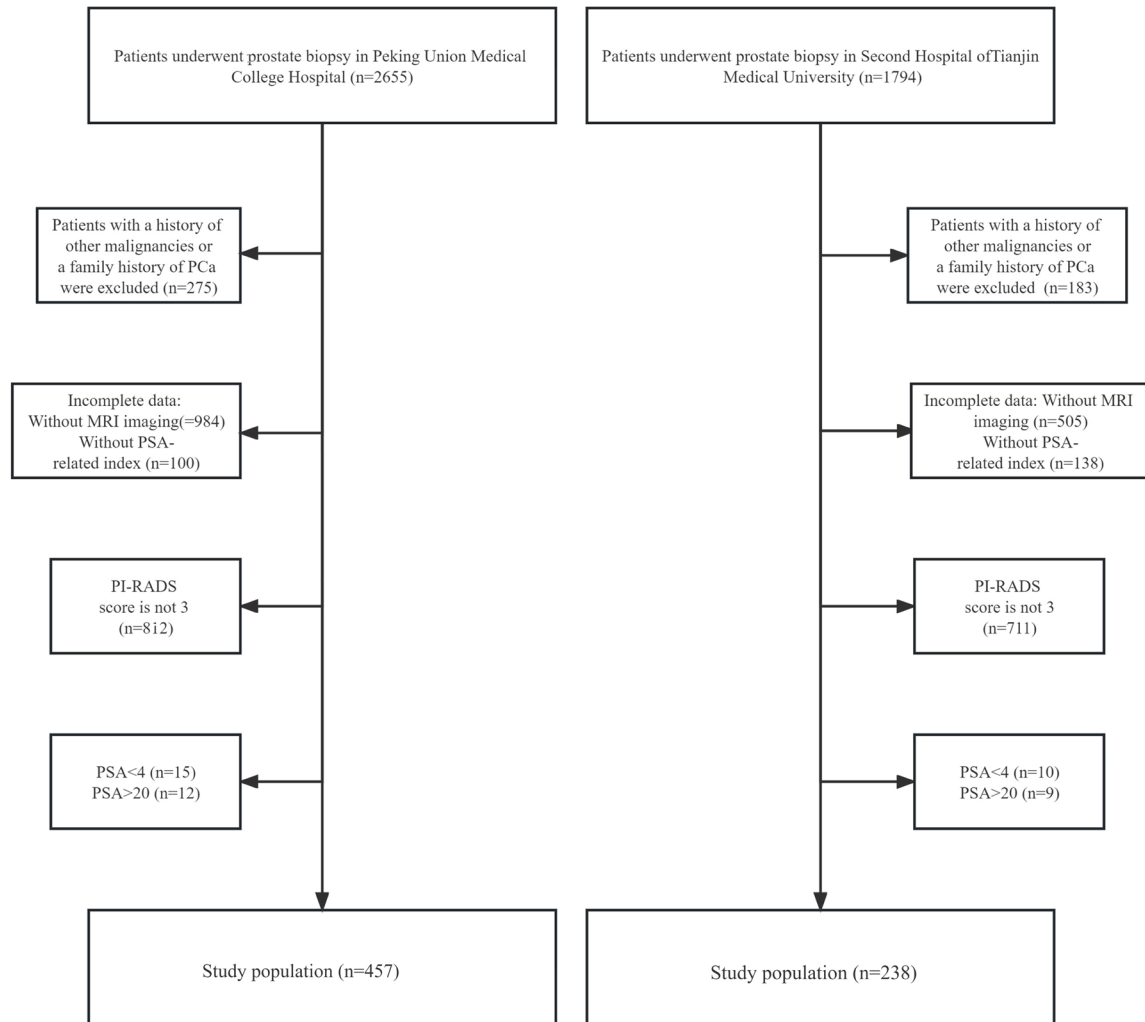 Patients underwent prostate biopsy in Peking Union Medical
College Hospital (n=2655)
Patients with a history of
other malignancies or
a family history of PCa
were excluded (n=275)
Incomplete data:
Without MRI imaging(=984)
Without PSA-
related index (n=100)
PI-RADS
score is not 3
(n=812)
PSA<4 (n=15)
PSA>20 (n=12)
Study population (n=457)
Patients underwent prostate biopsy in Second Hospital ofTianjin
Medical University (n=1794)
Patients with a history of
other malignancies or
a family history of PCa
were excluded (n=183)
Incomplete data: Without MRI
imaging (n=505)
Without PSA-
related index (n=138)
PI-RADS
score is not 3
(n=711)
PSA<4 (n=10)
PSA>20 (n=9)
Study population (n=238)